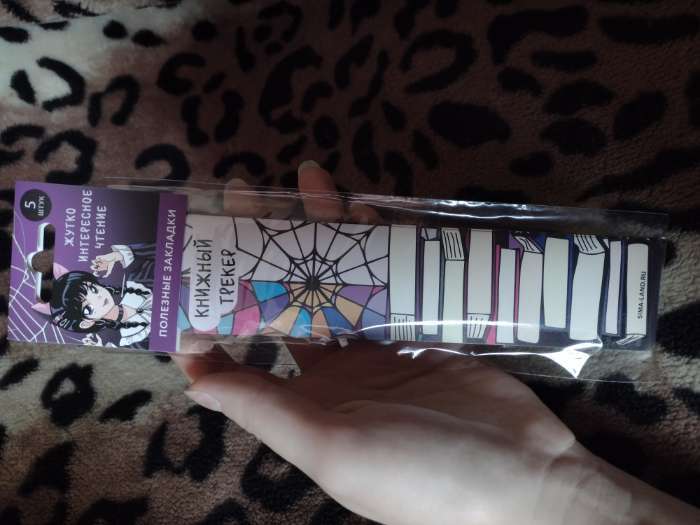 5
ШТУК
ЖУТКО
ИНТЕРЕСНОЕ
ЧТЕНИЕ
ПОЛЕЗНЫЕ ЗАКЛАДКИ
КНИЖНЫЙ
ТРЕКЕР
SIMA-LAND.RU